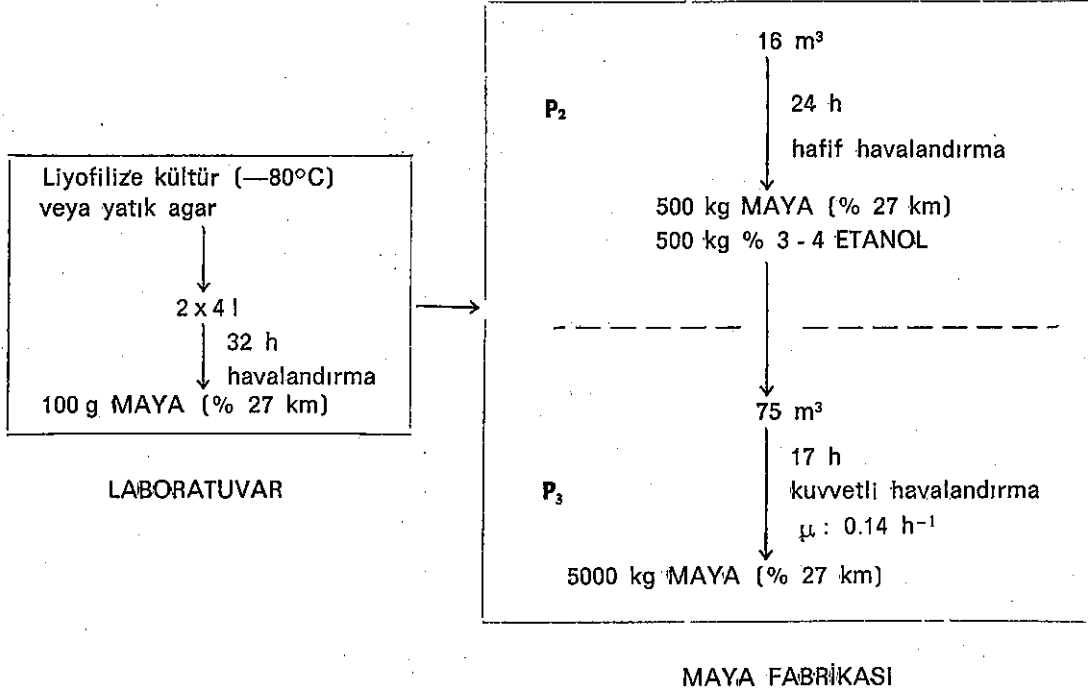 Liyofilize kültür (—80°C)
veya yatık agar
2 x 4 l
32 h
havalandırma
100 g MAYA (% 27 km)
LABORATUVAR
16 m³
P₂
24 h
hafif havalandırma
500 kg MAYA (% 27 km)
500 kg % 3 - 4 ETANOL
75 m³
17 h
P₃
kuvvetli havalandırma
µ : 0.14 h⁻¹
5000 kg MAYA (% 27 km)
MAYA FABRİKASI